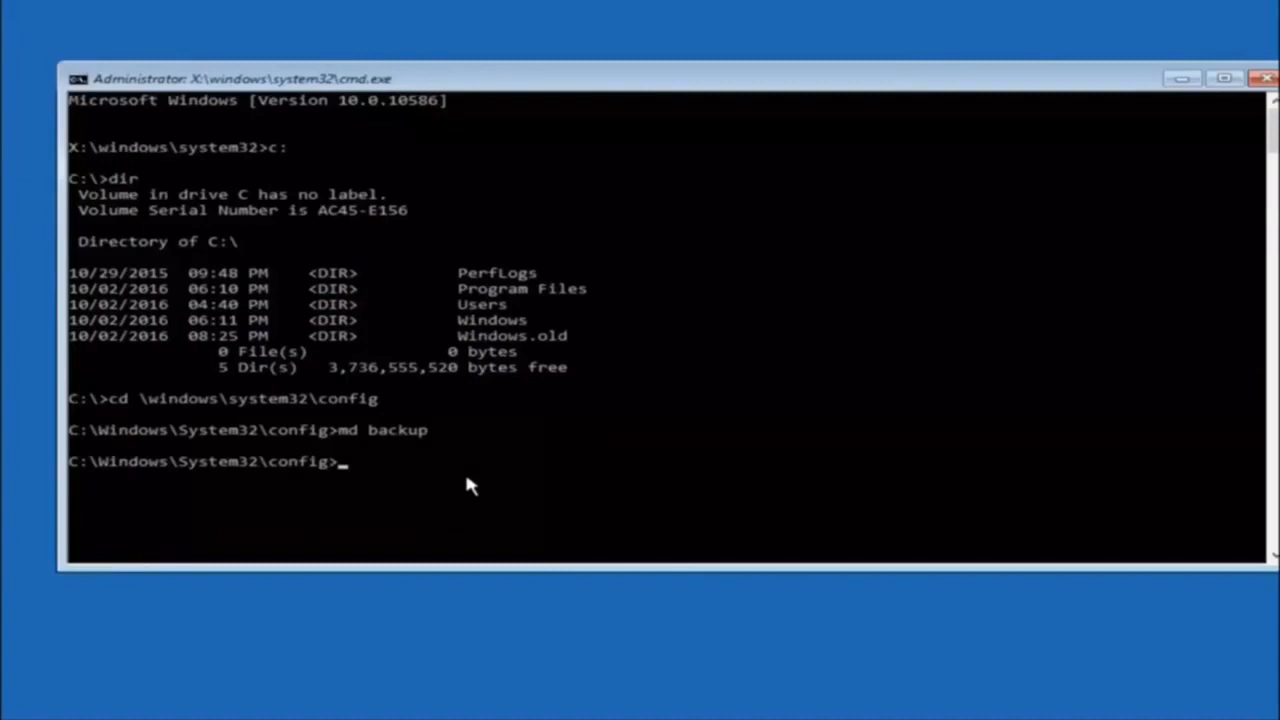 Administrator: X:\windows\system32\cmd.exe
Microsoft Windows [Version 10.0.10586]
X:\windows\system32>c:
C:\>dir
Volume in drive C has no label.
Volume Serial Number is AC45-E156
Directory of C:\
10/29/2015 09:48 PM <DIR> PerfLogs
10/02/2016 06:10 PM <DIR> Program Files
10/02/2016 04:40 PM <DIR> Users
10/02/2016 06:11 PM <DIR> Windows
10/02/2016 08:25 PM <DIR> Windows.old
0 File(s) 0 bytes
5 Dir(s) 3,736,555,520 bytes free
C:\>cd \windows\system32\config
C:\Windows\System32\config>md backup
C:\Windows\System32\config>_